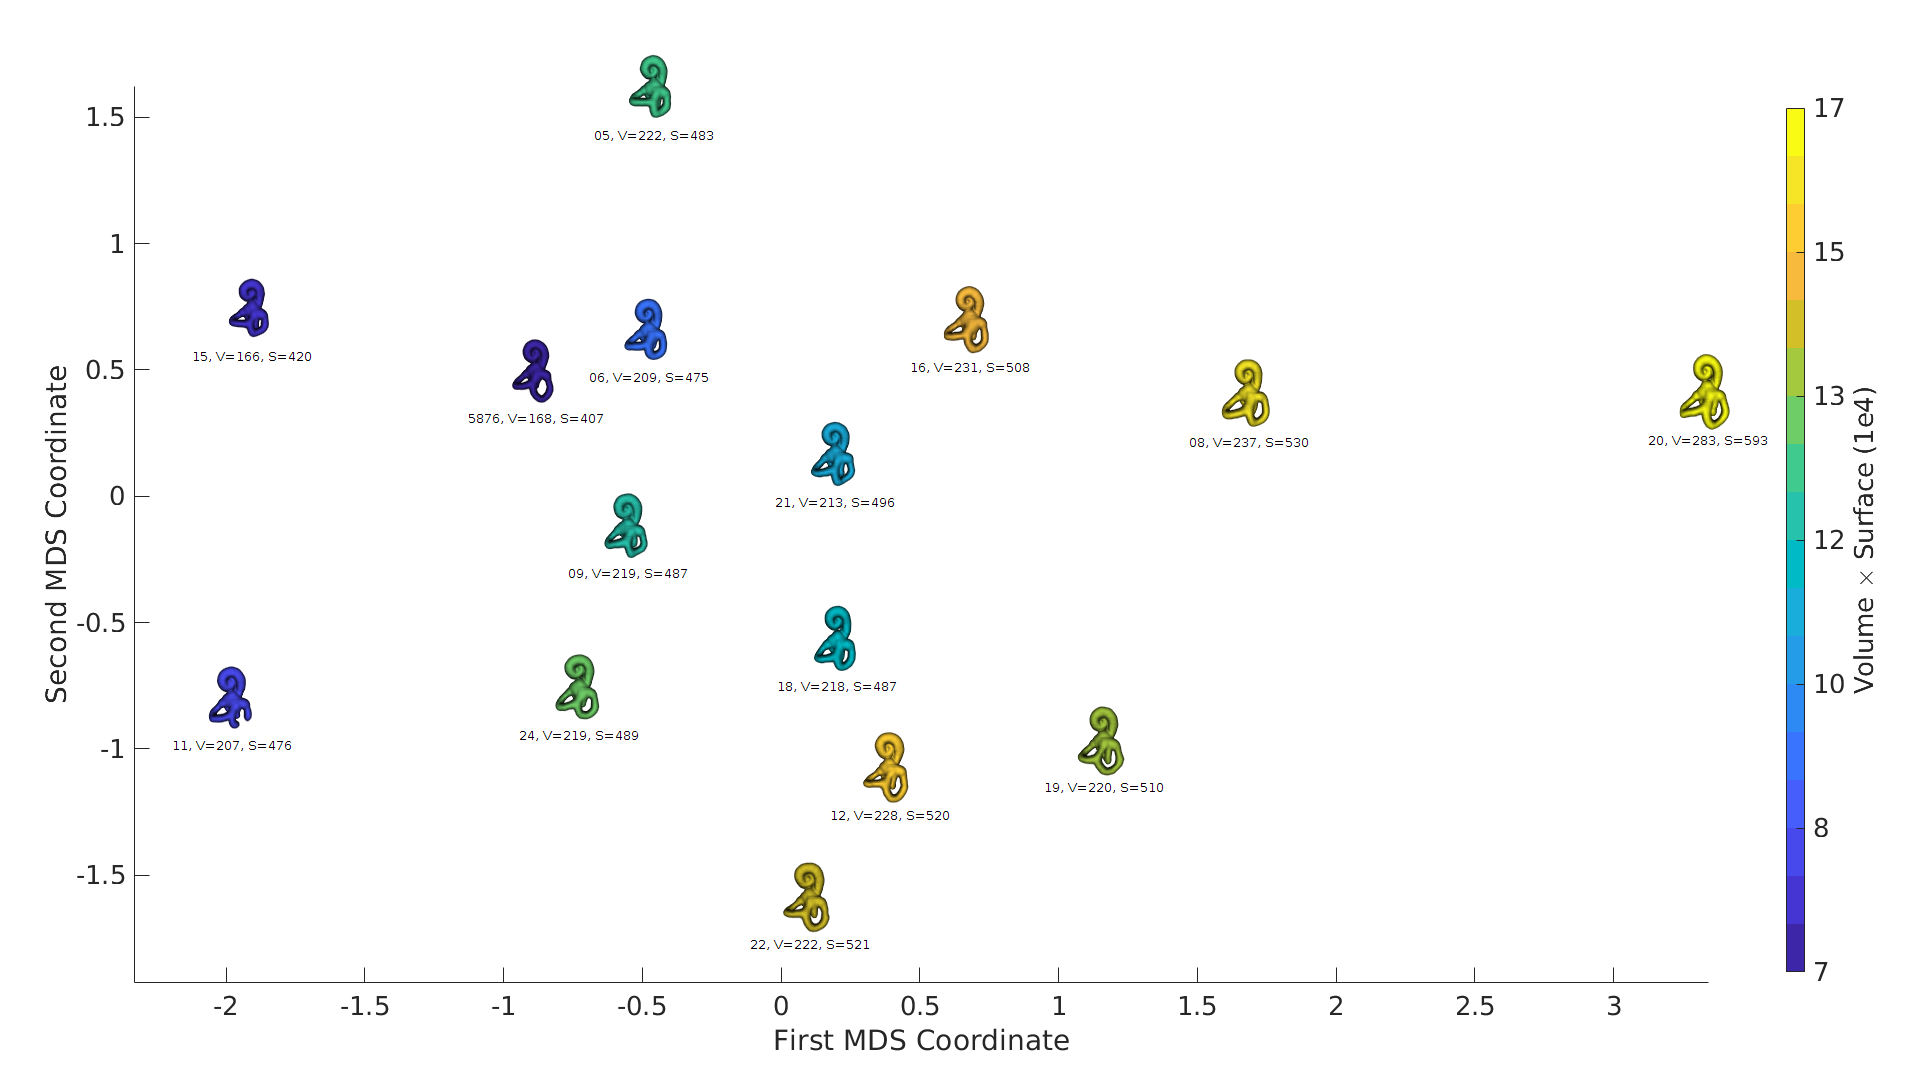 05, V=222, S=483
15, V=166, S=420
06, V=209, S=475
16, V=231, S=508
5876, V=168, S=407
08, V=237, S=530
20, V=283, S=593
21, V=213, S=496
09, V=219, S=487
18, V=218, S=487
11, V=207, S=476
24, V=219, S=489
19, V=220, S=510
12, V=228, S=520
22, V=222, S=521
1.5
1
0.5
0
-0.5
-1
-1.5
Second MDS Coordinate
-2
-1.5
-1
-0.5
0
0.5
1
1.5
2
2.5
3
First MDS Coordinate
17
15
13
12
10
8
7
Volume × Surface (1e4)